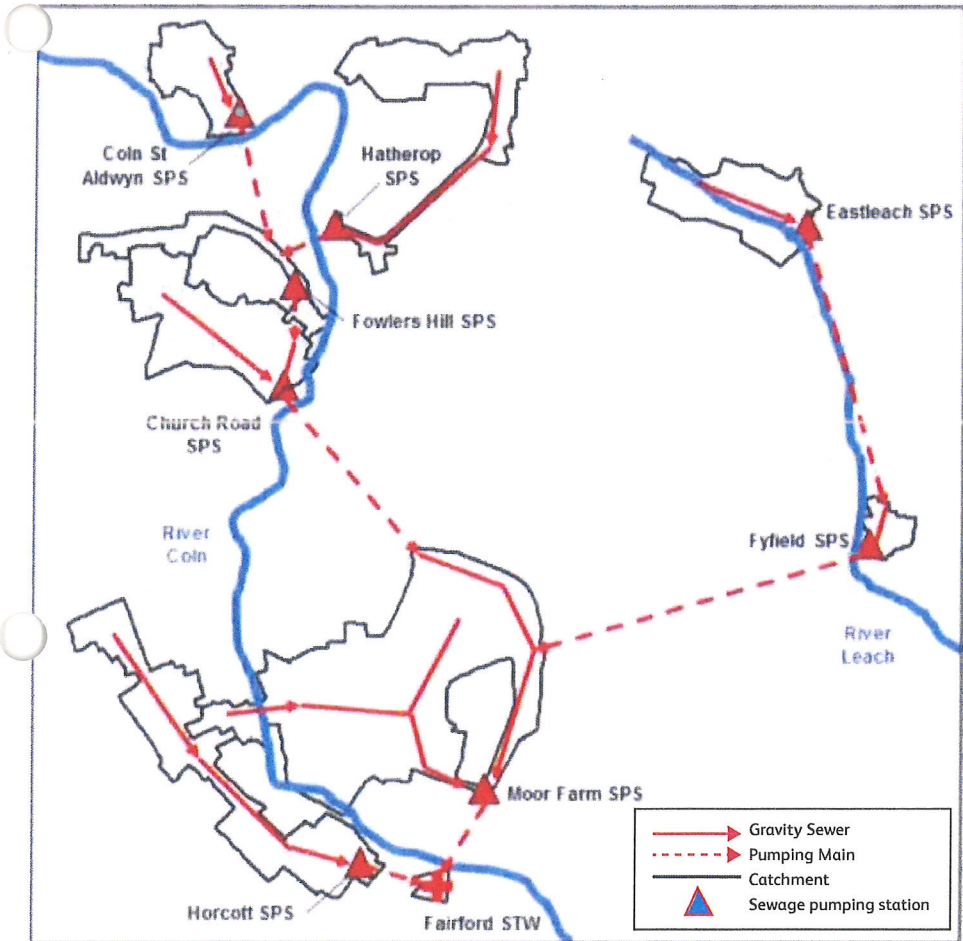 Coln St
Aldwyn SPS
Hatherop
SPS
Eastleach SPS
Fowlers Hill SPS
Church Road
SPS
River
Coln
Fyfield SPS
River
Leach
Moor Farm SPS
Horcott SPS
Fairford STW
Gravity Sewer
Pumping Main
Catchment
Sewage pumping station